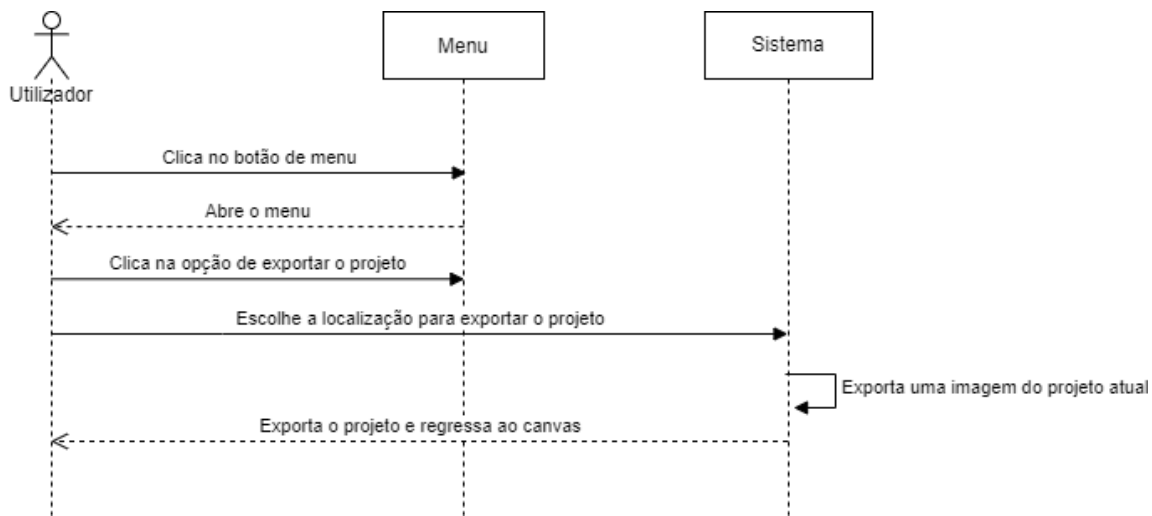 Menu
Sistema
Utilizador
Clica no botão de menu
Abre o menu
Clica na opção de exportar o projeto
Escolhe a localização para exportar o projeto
Exporta uma imagem do projeto atual
Exporta o projeto e regressa ao canvas